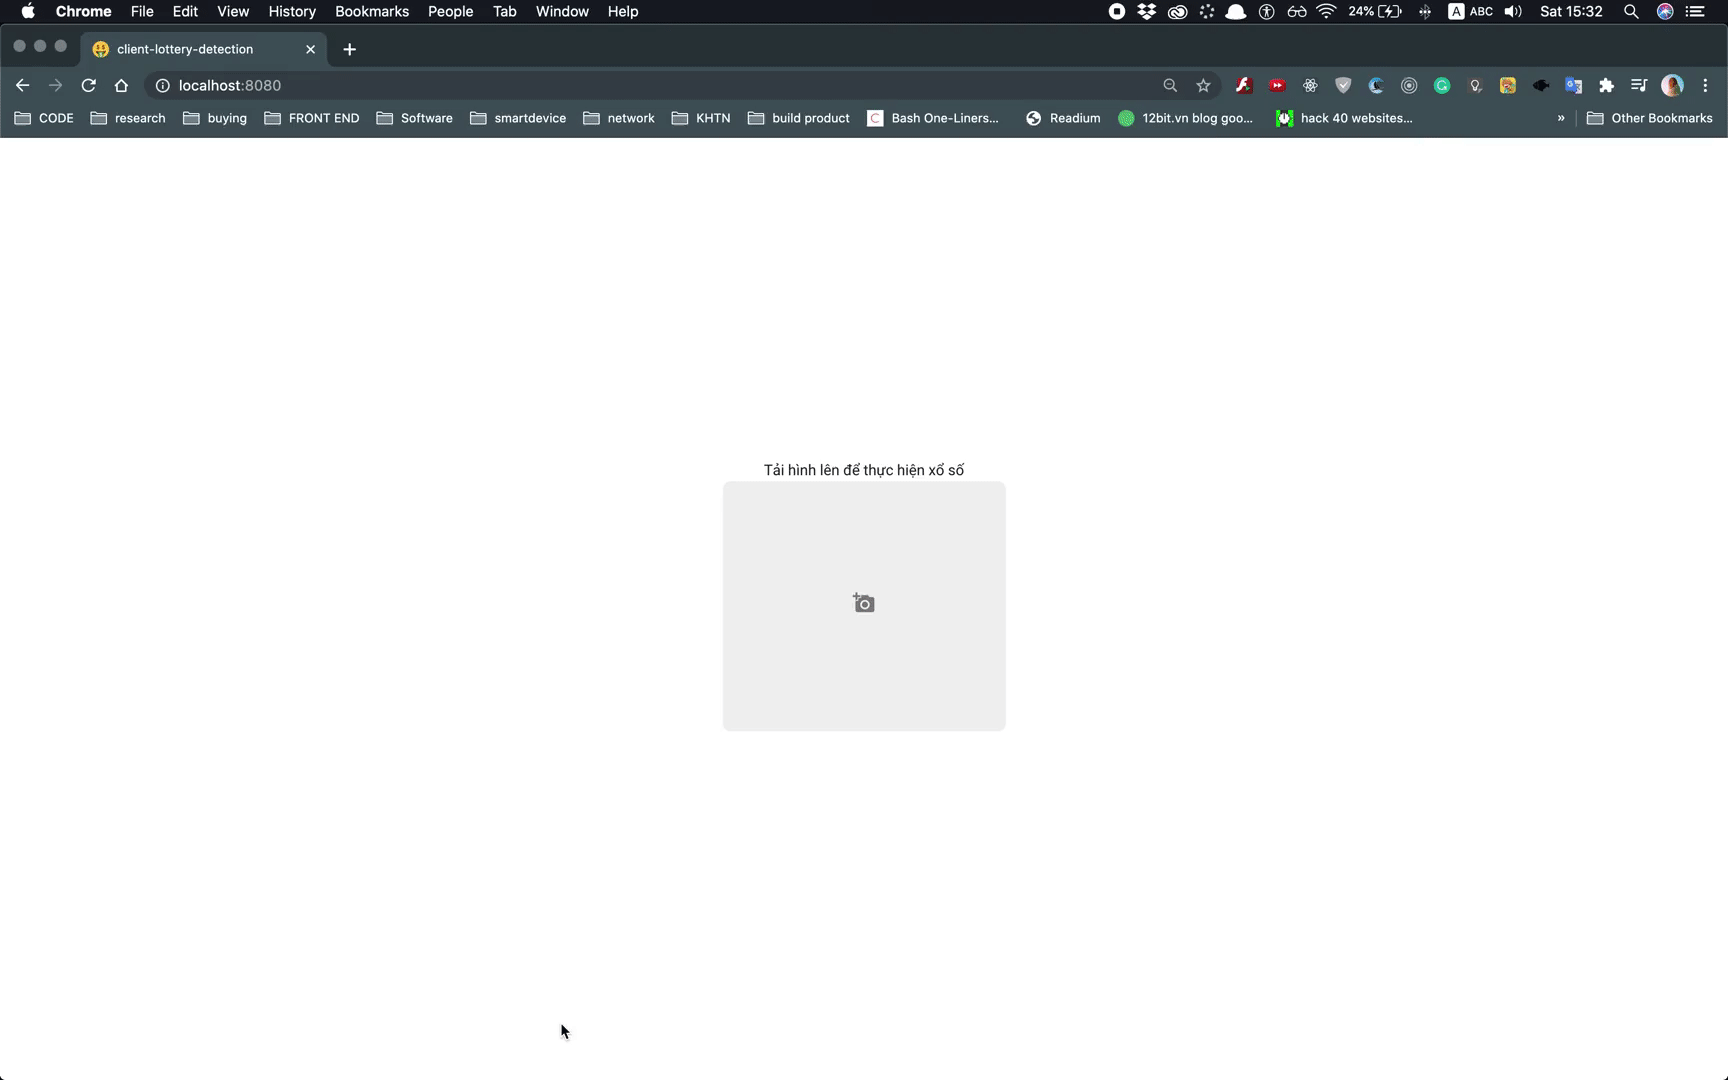 Chrome File Edit View History Bookmarks People Tab Window Help 24% A ABC Sat 15:32
client-lottery-detection
localhost:8080
CODE research buying FRONT END Software smartdevice network KHTN build product C Bash One-Liners... Readium 12bit.vn blog goo... hack 40 websites... » Other Bookmarks
Tải hình lên để thực hiện xổ số